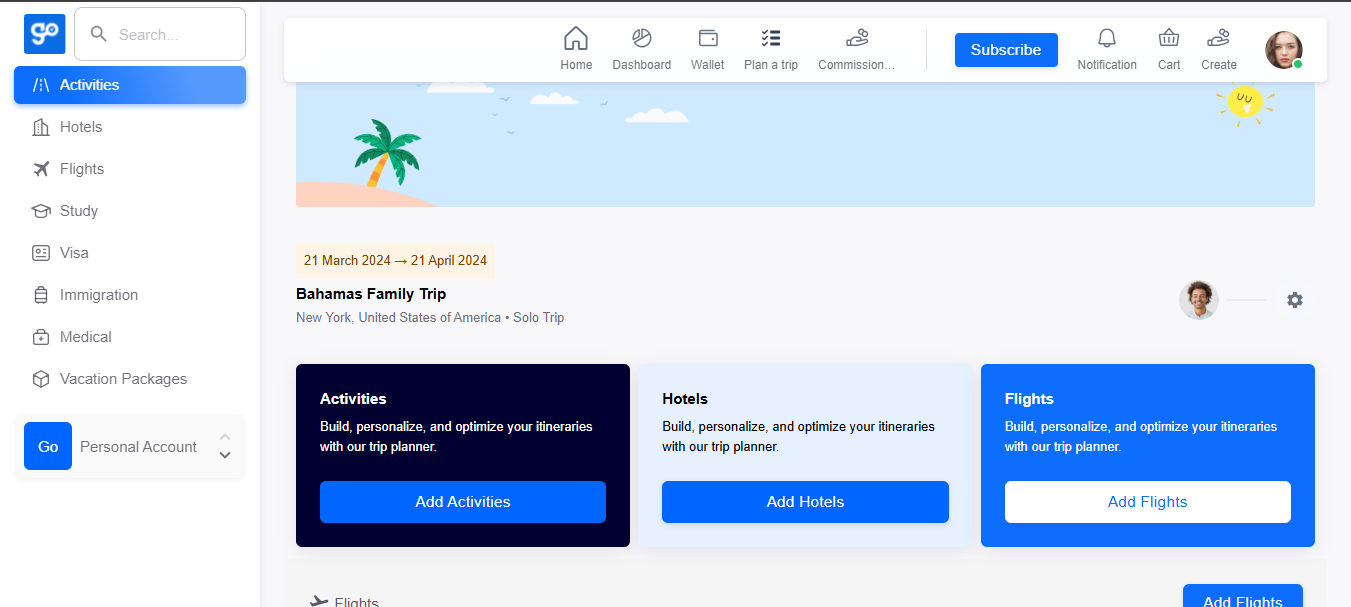 go
Search...
Activities
Hotels
Flights
Study
Visa
Immigration
Medical
Vacation Packages
Go
Personal Account
Home
Dashboard
Wallet
Plan a trip
Commission...
Subscribe
Notification
Cart
Create
21 March 2024 → 21 April 2024
Bahamas Family Trip
New York, United States of America • Solo Trip
Activities
Build, personalize, and optimize your itineraries
with our trip planner.
Add Activities
Hotels
Build, personalize, and optimize your itineraries
with our trip planner.
Add Hotels
Flights
Build, personalize, and optimize your itineraries
with our trip planner.
Add Flights
Flights
Add Flights